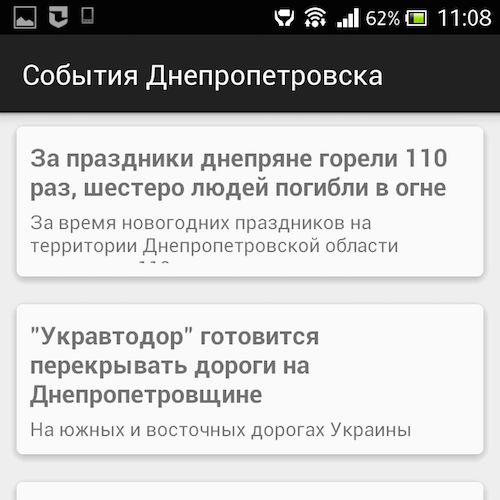 62% 11:08
События Днепропетровска
За праздники днепряне горели 110
раз, шестеро людей погибли в огне
За время новогодних праздников на
территории Днепропетровской области
"Укравтодор" готовится
перекрывать дороги на
Днепропетровщине
На южных и восточных дорогах Украины